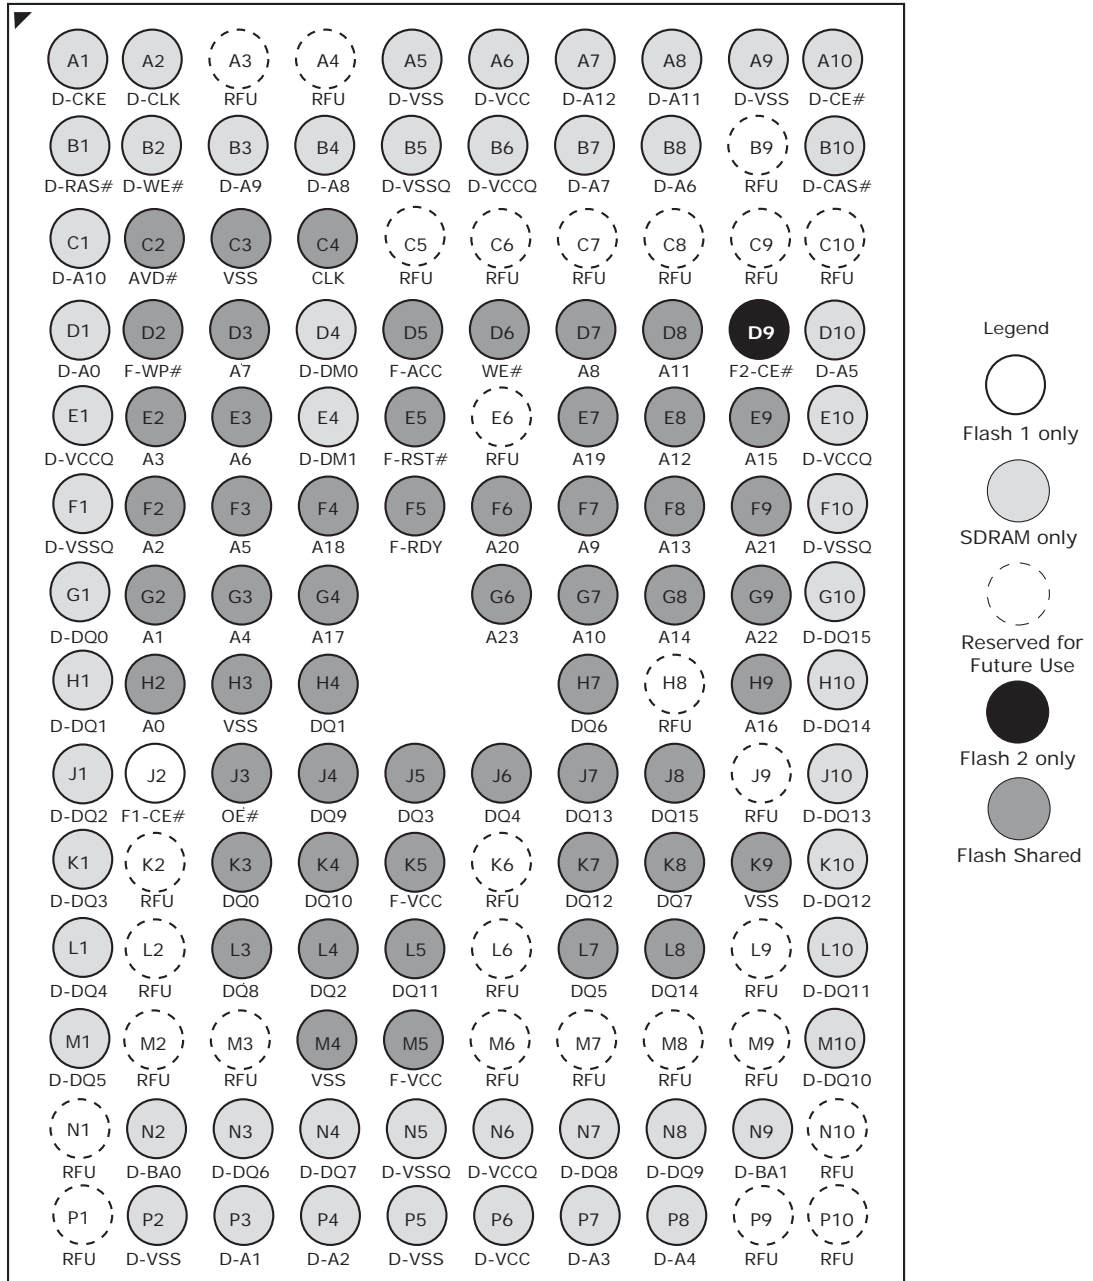 A1 A2 A3 A4 A5 A6 A7 A8 A9 A10
D-CKE D-CLK RFU RFU D-VSS D-VCC D-A12 D-A11 D-VSS D-CE#
B1 B2 B3 B4 B5 B6 B7 B8 B9 B10
D-RAS# D-WE# D-A9 D-A8 D-VSSQ D-VCCQ D-A7 D-A6 RFU D-CAS#
C1 C2 C3 C4 C5 C6 C7 C8 C9 C10
D-A10 AVD# VSS CLK RFU RFU RFU RFU RFU RFU
D1 D2 D3 D4 D5 D6 D7 D8 D9 D10
D-A0 F-WP# A7 D-DM0 F-ACC WE# A8 A11 F2-CE# D-A5
E1 E2 E3 E4 E5 E6 E7 E8 E9 E10
D-VCCQ A3 A6 D-DM1 F-RST# RFU A19 A12 A15 D-VCCQ
F1 F2 F3 F4 F5 F6 F7 F8 F9 F10
D-VSSQ A2 A5 A18 F-RDY A20 A9 A13 A21 D-VSSQ
G1 G2 G3 G4 G6 G7 G8 G9 G10
D-DQ0 A1 A4 A17 A23 A10 A14 A22 D-DQ15
H1 H2 H3 H4 H7 H8 H9 H10
D-DQ1 A0 VSS DQ1 DQ6 RFU A16 D-DQ14
J1 J2 J3 J4 J5 J6 J7 J8 J9 J10
D-DQ2 F1-CE# OE# DQ9 DQ3 DQ4 DQ13 DQ15 RFU D-DQ13
K1 K2 K3 K4 K5 K6 K7 K8 K9 K10
D-DQ3 RFU DQ0 DQ10 F-VCC RFU DQ12 DQ7 VSS D-DQ12
L1 L2 L3 L4 L5 L6 L7 L8 L9 L10
D-DQ4 RFU DQ8 DQ2 DQ11 RFU DQ5 DQ14 RFU D-DQ11
M1 M2 M3 M4 M5 M6 M7 M8 M9 M10
D-DQ5 RFU RFU VSS F-VCC RFU RFU RFU RFU D-DQ10
N1 N2 N3 N4 N5 N6 N7 N8 N9 N10
RFU D-BA0 D-DQ6 D-DQ7 D-VSSQ D-VCCQ D-DQ8 D-DQ9 D-BA1 RFU
P1 P2 P3 P4 P5 P6 P7 P8 P9 P10
RFU D-VSS D-A1 D-A2 D-VSS D-VCC D-A3 D-A4 RFU RFU
Legend
Flash 1 only
SDRAM only
Reserved for
Future Use
Flash 2 only
Flash Shared